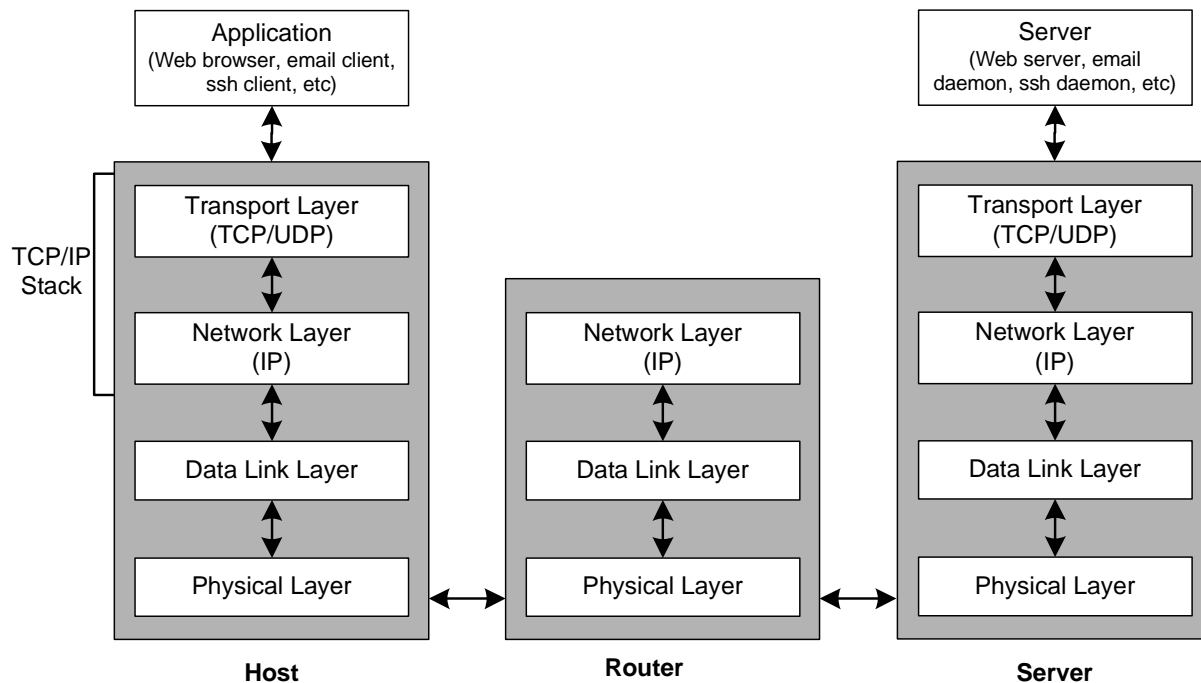 Application
(Web browser, email client,
ssh client, etc)
Server
(Web server, email
daemon, ssh daemon, etc)
TCP/IP
Stack
Transport Layer
(TCP/UDP)
Network Layer
(IP)
Data Link Layer
Physical Layer
Host
Network Layer
(IP)
Data Link Layer
Physical Layer
Router
Transport Layer
(TCP/UDP)
Network Layer
(IP)
Data Link Layer
Physical Layer
Server